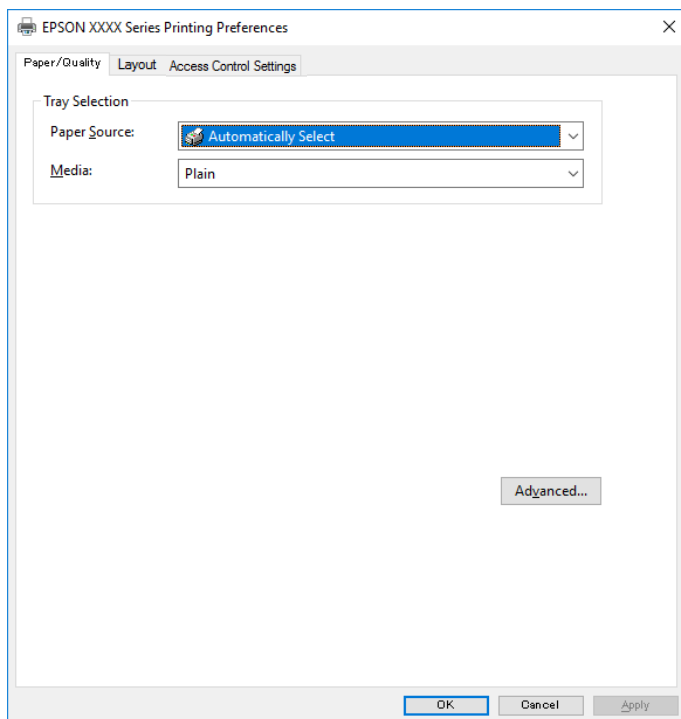 EPSON XXXX Series Printing Preferences
Paper/Quality Layout Access Control Settings
Tray Selection
Paper Source: Automatically Select
Media: Plain
Advanced...
OK Cancel Apply